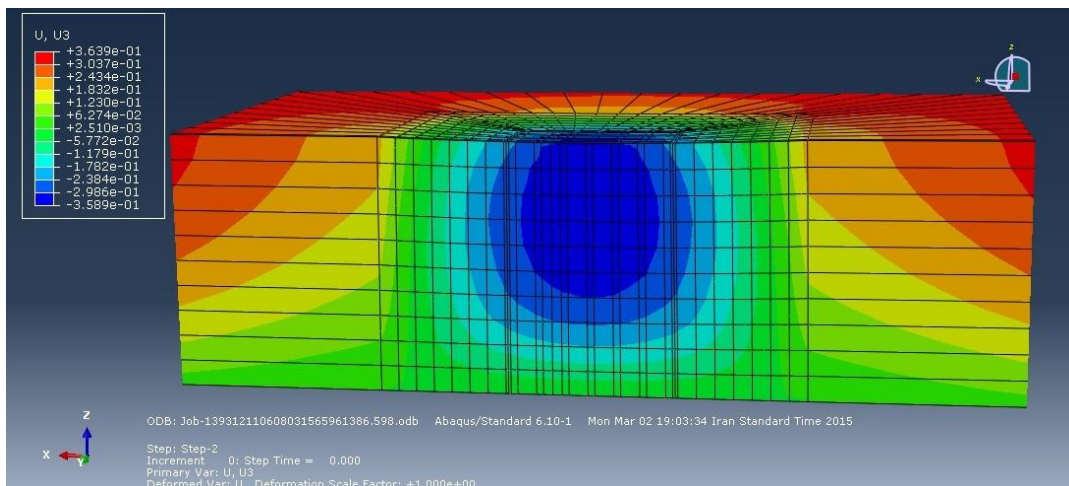 U, U3
+3.639e-01
+3.037e-01
+2.434e-01
+1.832e-01
+1.230e-01
+6.274e-02
+2.510e-03
-5.772e-02
-1.179e-01
-1.782e-01
-2.384e-01
-2.986e-01
-3.589e-01
z
x
Z
X
Y
ODB: Job-139312110608031565961386.598.odb Abaqus/Standard 6.10-1 Mon Mar 02 19:03:34 Iran Standard Time 2015
Step: Step-2
Increment 0: Step Time = 0.000
Primary Var: U, U3
Deformed Var: U Deformation Scale Factor: +1.000e+00